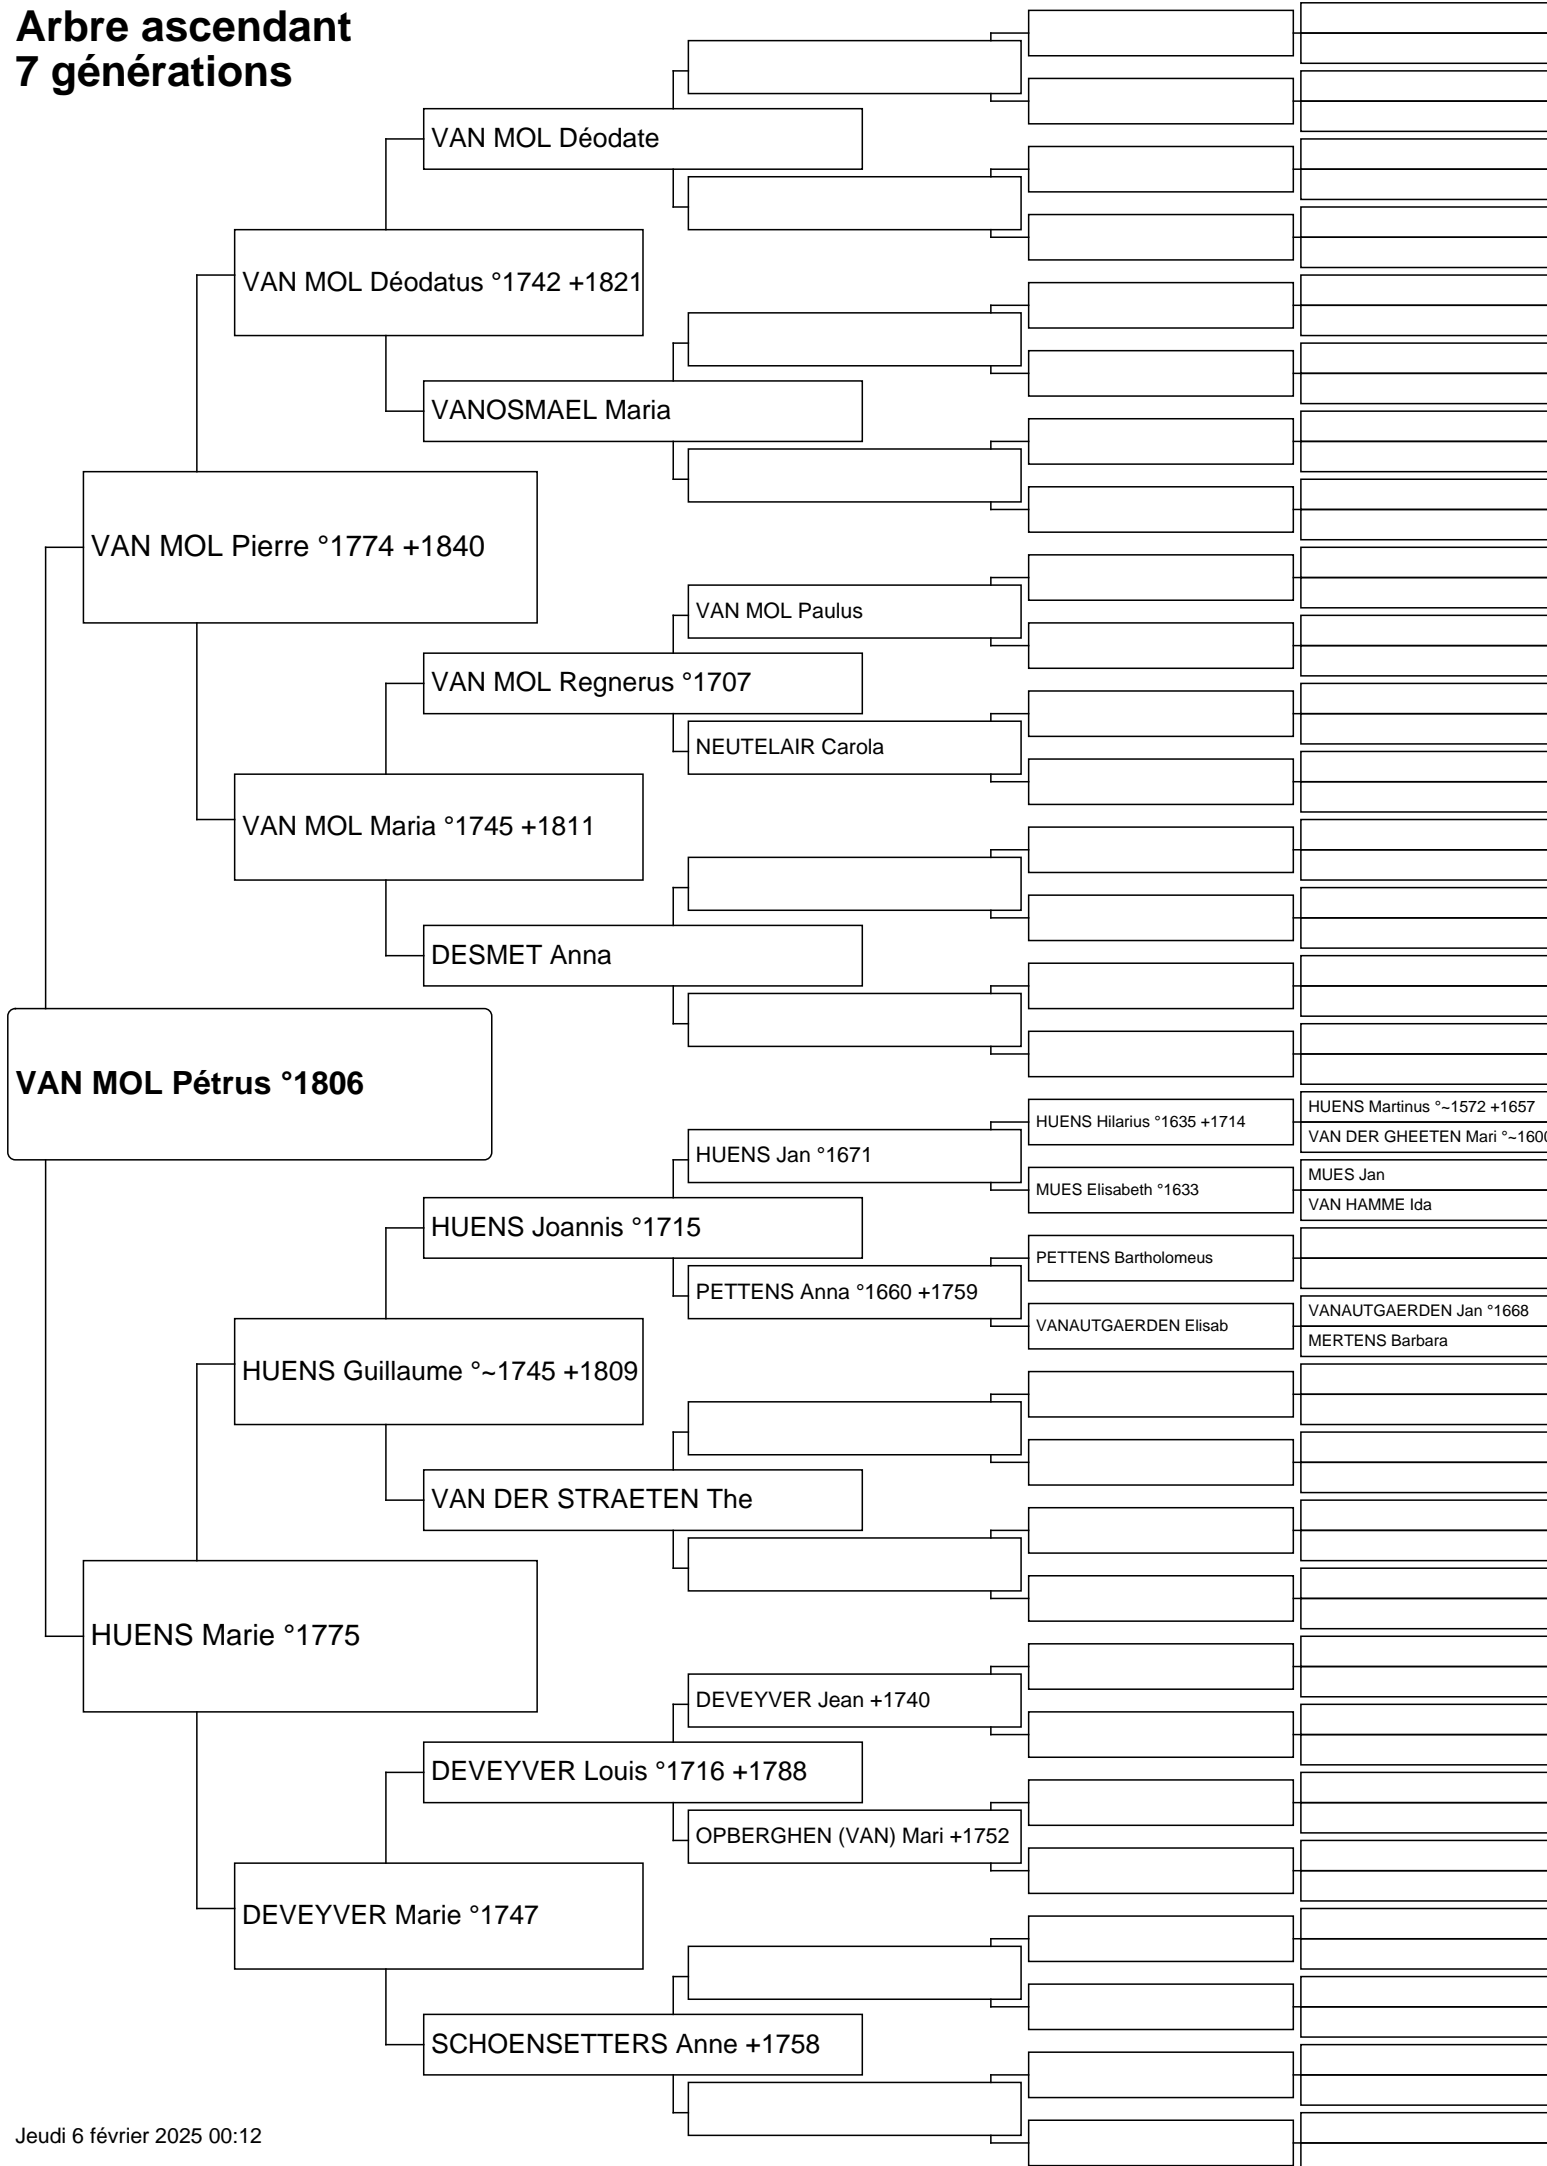 Arbre ascendant
7 générations
VAN MOL Déodate
VAN MOL Déodatus °1742 +1821
VANOSMAEL Maria
VAN MOL Pierre °1774 +1840
VAN MOL Paulus
VAN MOL Regnerus °1707
NEUTELAIR Carola
VAN MOL Maria °1745 +1811
DESMET Anna
VAN MOL Pétrus °1806
HUENS Martinus °~1572 +1657
HUENS Hilarius °1635 +1714
VAN DER GHEETEN Mari °~1600
HUENS Jan °1671
MUES Jan
MUES Elisabeth °1633
VAN HAMME Ida
HUENS Joannis °1715
PETTENS Bartholomeus
PETTENS Anna °1660 +1759
VANAUTGAERDEN Jan °1668
VANAUTGAERDEN Elisab
MERTENS Barbara
HUENS Guillaume °~1745 +1809
VAN DER STRAETEN The
HUENS Marie °1775
DEVEYVER Jean +1740
DEVEYVER Louis °1716 +1788
OPBERGHEN (VAN) Mari +1752
DEVEYVER Marie °1747
SCHOENSETTERS Anne +1758
Jeudi 6 février 2025 00:12